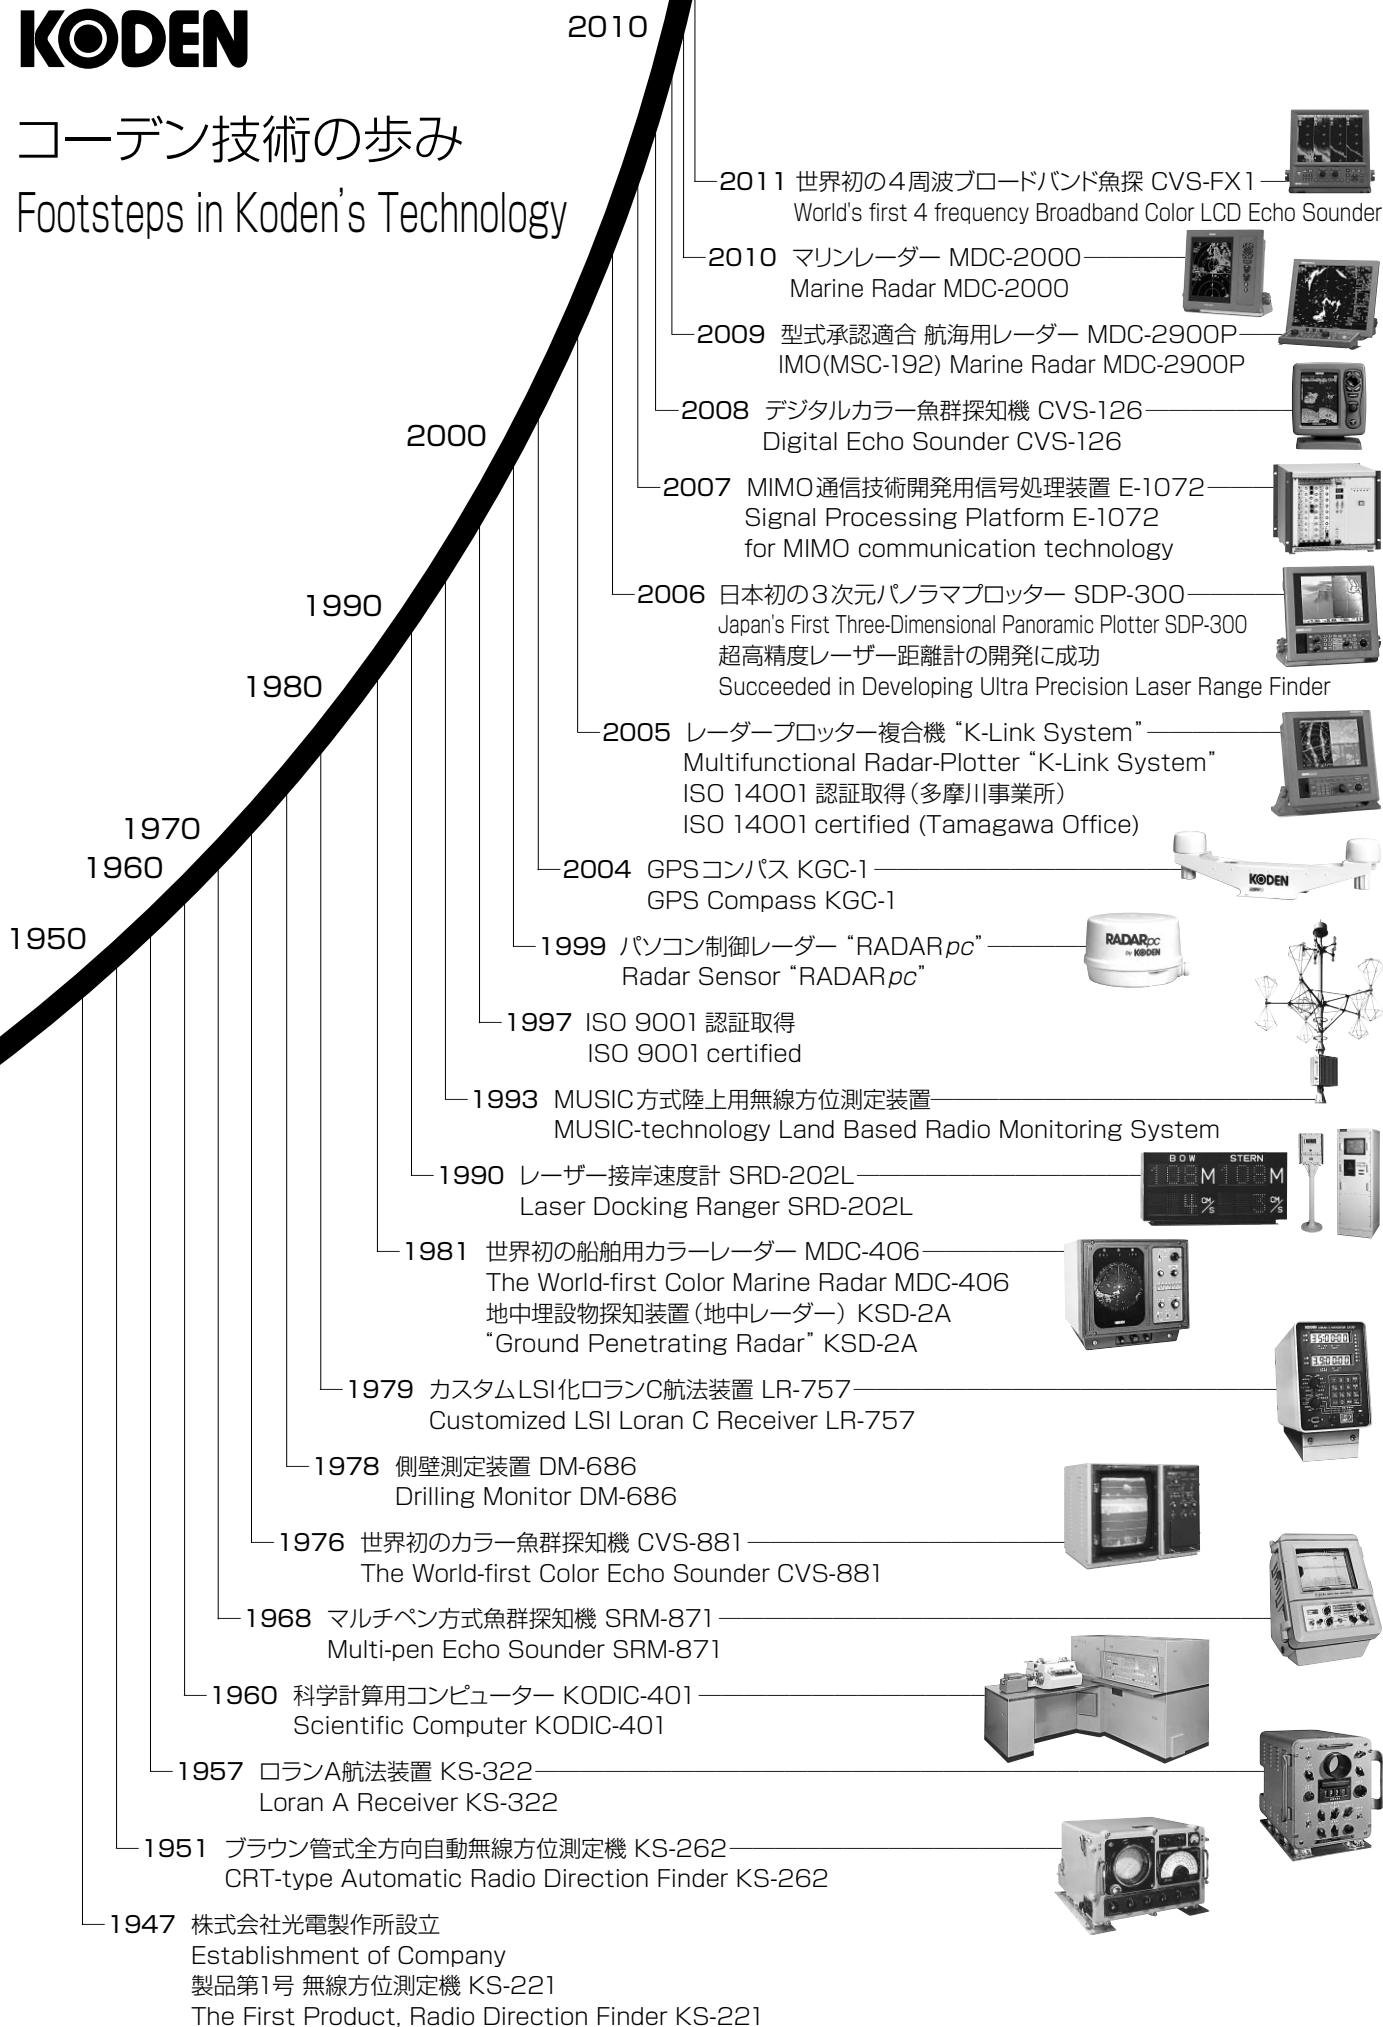 KODEN
コーデン技術の歩み
Footsteps in Koden's Technology
2010
2000
1990
1980
1970
1960
1950
2011 世界初の4周波ブロードバンド魚探 CVS-FX1
World's first 4 frequency Broadband Color LCD Echo Sounder
2010 マリンレーダー MDC-2000
Marine Radar MDC-2000
2009 型式承認適合 航海用レーダー MDC-2900P
IMO(MSC-192) Marine Radar MDC-2900P
2008 デジタルカラー魚群探知機 CVS-126
Digital Echo Sounder CVS-126
2007 MIMO通信技術開発用信号処理装置 E-1072
Signal Processing Platform E-1072
for MIMO communication technology
2006 日本初の3次元パノラマプロッター SDP-300
Japan's First Three-Dimensional Panoramic Plotter SDP-300
超高精度レーザー距離計の開発に成功
Succeeded in Developing Ultra Precision Laser Range Finder
2005 レーダープロッター複合機 “K-Link System”
Multifunctional Radar-Plotter “K-Link System”
ISO 14001 認証取得(多摩川事業所)
ISO 14001 certified (Tamagawa Office)
2004 GPSコンパス KGC-1
GPS Compass KGC-1
KODEN
1999 パソコン制御レーダー “RADARpc”
Radar Sensor “RADARpc”
RADARpc
by KODEN
1997 ISO 9001 認証取得
ISO 9001 certified
1993 MUSIC方式陸上用無線方位測定装置
MUSIC-technology Land Based Radio Monitoring System
1990 レーザー接岸速度計 SRD-202L
Laser Docking Ranger SRD-202L
BOW STERN
108 M 108 M
14 CM/S 3 CM/S
1981 世界初の船舶用カラーレーダー MDC-406
The World-first Color Marine Radar MDC-406
地中埋設物探知装置(地中レーダー) KSD-2A
“Ground Penetrating Radar” KSD-2A
1979 カスタムLSI化ロランC航法装置 LR-757
Customized LSI Loran C Receiver LR-757
1978 側壁測定装置 DM-686
Drilling Monitor DM-686
1976 世界初のカラー魚群探知機 CVS-881
The World-first Color Echo Sounder CVS-881
1968 マルチペン方式魚群探知機 SRM-871
Multi-pen Echo Sounder SRM-871
1960 科学計算用コンピューター KODIC-401
Scientific Computer KODIC-401
1957 ロランA航法装置 KS-322
Loran A Receiver KS-322
1951 ブラウン管式全方向自動無線方位測定機 KS-262
CRT-type Automatic Radio Direction Finder KS-262
1947 株式会社光電製作所設立
Establishment of Company
製品第1号 無線方位測定機 KS-221
The First Product, Radio Direction Finder KS-221